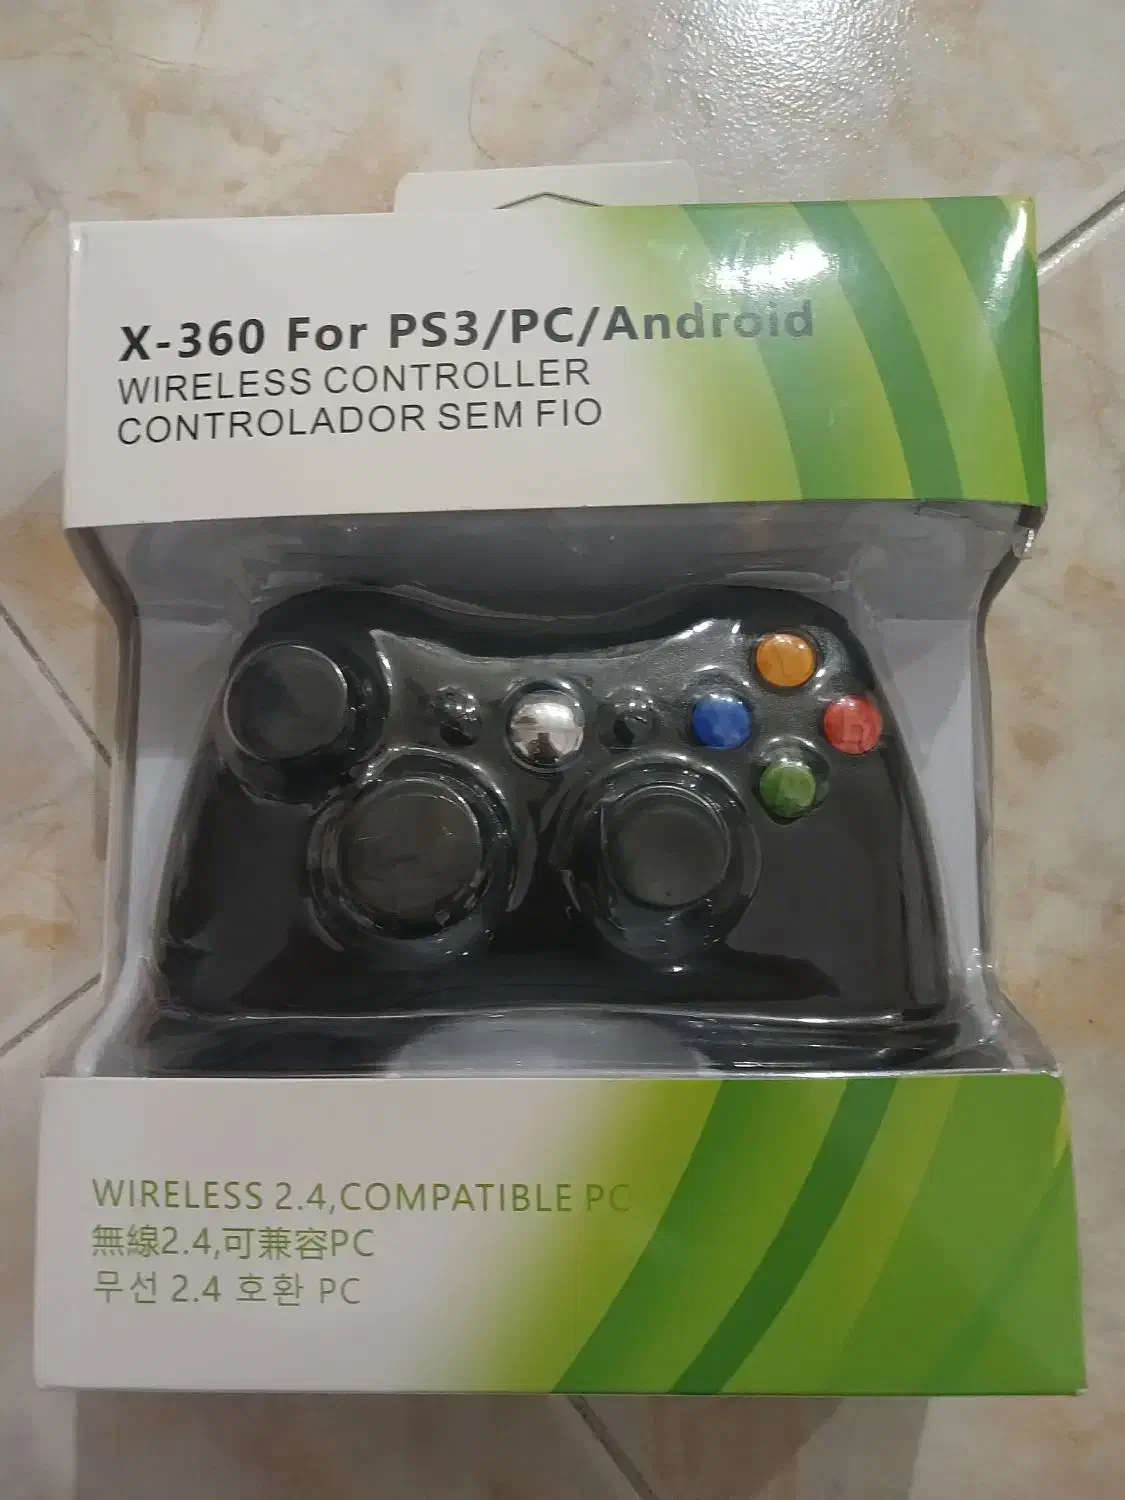 X-360 For PS3/PC/Android
WIRELESS CONTROLLER
CONTROLADOR SEM FIO
WIRELESS 2.4,COMPATIBLE PC
無線2.4,可兼容PC
무선 2.4 호환 PC